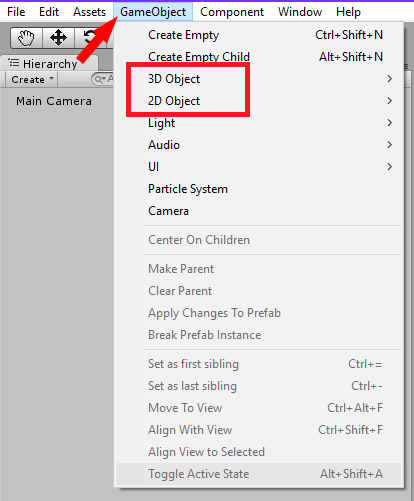 File Edit Assets GameObject Component Window Help
Create Empty Ctrl+Shift+N
Hierarchy
Create Empty Child Alt+Shift+N
Create
3D Object
Main Camera
2D Object
Light
Audio
UI
Particle System
Camera
Center On Children
Make Parent
Clear Parent
Apply Changes To Prefab
Break Prefab Instance
Set as first sibling Ctrl+=
Set as last sibling Ctrl+-
Move To View Ctrl+Alt+F
Align With View Ctrl+Shift+F
Align View to Selected
Toggle Active State Alt+Shift+A